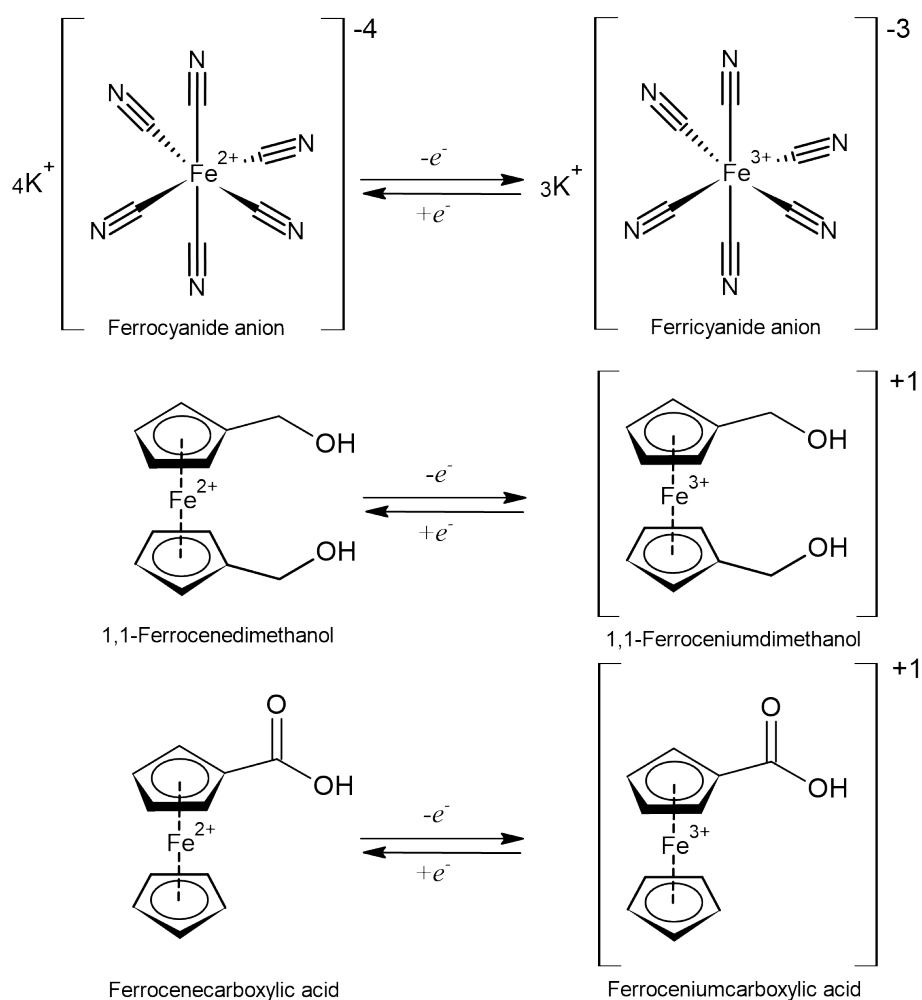 -4
-3
N
N N
N N
Fe2+ Fe3+
4K+ -e- 3K+
+e-
N N N N
N N
Ferrocyanide anion Ferricyanide anion
+1
OH OH
Fe2+ -e- Fe3+
+e-
OH OH
1,1-Ferrocenedimethanol 1,1-Ferroceniumdimethanol
+1
O O
OH OH
Fe2+ -e- Fe3+
+e-
Ferrocenecarboxylic acid Ferroceniumcarboxylic acid